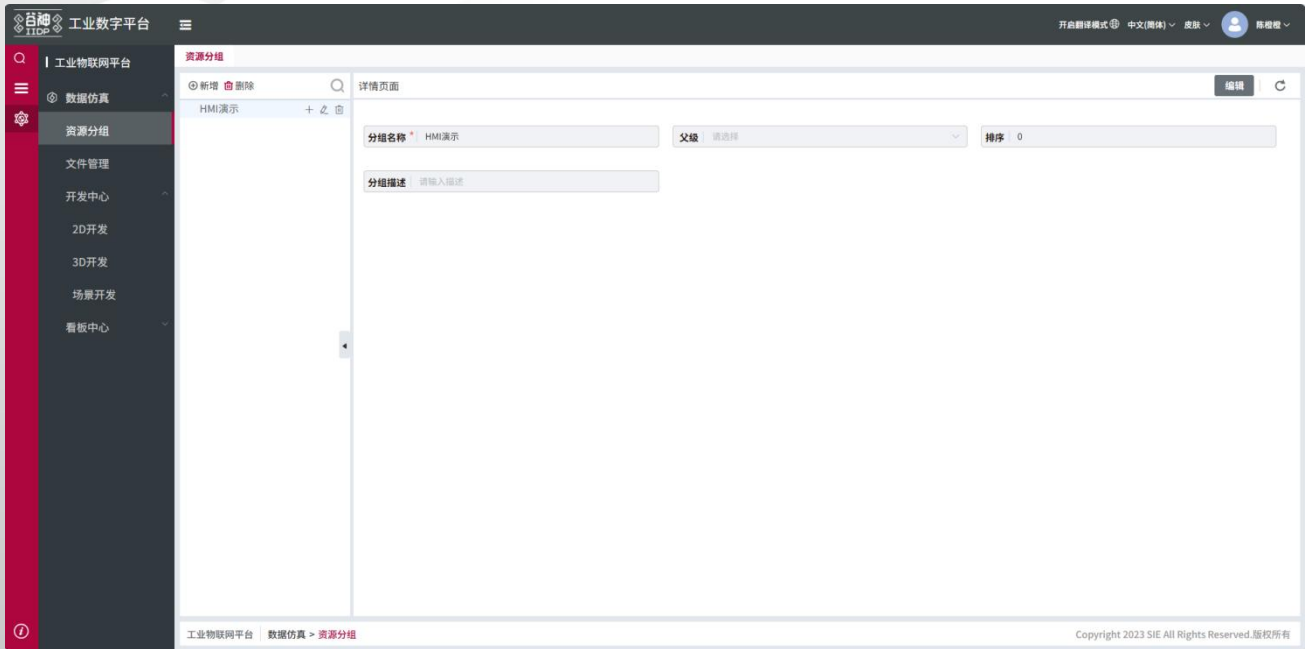 谷神 IIDP 工业数字平台
开启翻译模式 中文(简体) 皮肤 陈橙橙
工业物联网平台
数据仿真
资源分组
文件管理
开发中心
2D开发
3D开发
场景开发
看板中心
资源分组
新增 删除
HMI演示
详情页面 编辑
分组名称 * HMI演示 父级 请选择 排序 0
分组描述 请输入描述
工业物联网平台 数据仿真 > 资源分组
Copyright 2023 SIE All Rights Reserved.版权所有